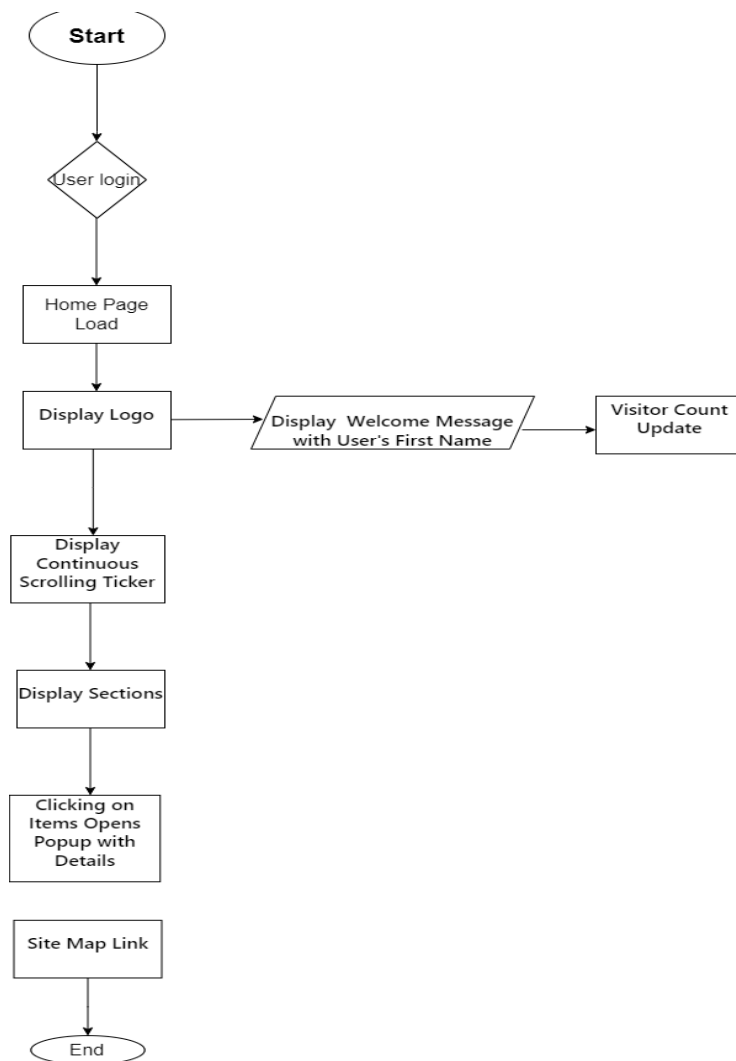 Start
User login
Home Page
Load
Display Logo
Display Welcome Message
with User's First Name
Visitor Count
Update
Display
Continuous
Scrolling Ticker
Display Sections
Clicking on
Items Opens
Popup with
Details
Site Map Link
End